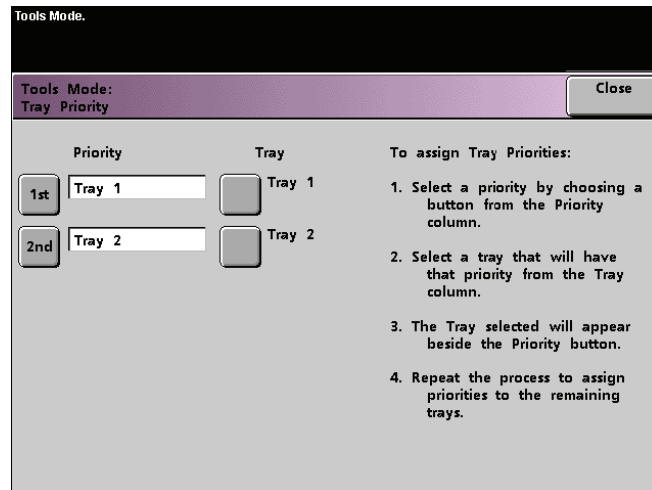 Tools Mode.
Tools Mode:
Tray Priority
Close
Priority
Tray
1st
Tray 1
Tray 1
2nd
Tray 2
Tray 2
To assign Tray Priorities:
1. Select a priority by choosing a
button from the Priority
column.
2. Select a tray that will have
that priority from the Tray
column.
3. The Tray selected will appear
beside the Priority button.
4. Repeat the process to assign
priorities to the remaining
trays.